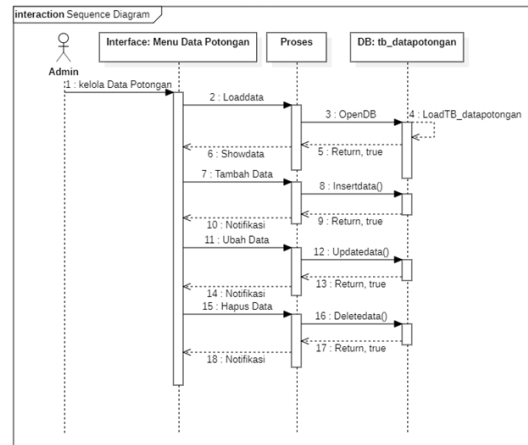 interaction Sequence Diagram
Interface: Menu Data Potongan
Proses
DB: tb_datapotongan
Admin
1 : kelola Data Potongan
2 : Loaddata
3 : OpenDB
4 : LoadTB_datapotongan
5 : Return, true
6 : Showdata
7 : Tambah Data
8 : Insertdata()
9 : Return, true
10 : Notifikasi
11 : Ubah Data
12 : Updatedata()
13 : Return, true
14 : Notifikasi
15 : Hapus Data
16 : Deletedata()
17 : Return, true
18 : Notifikasi